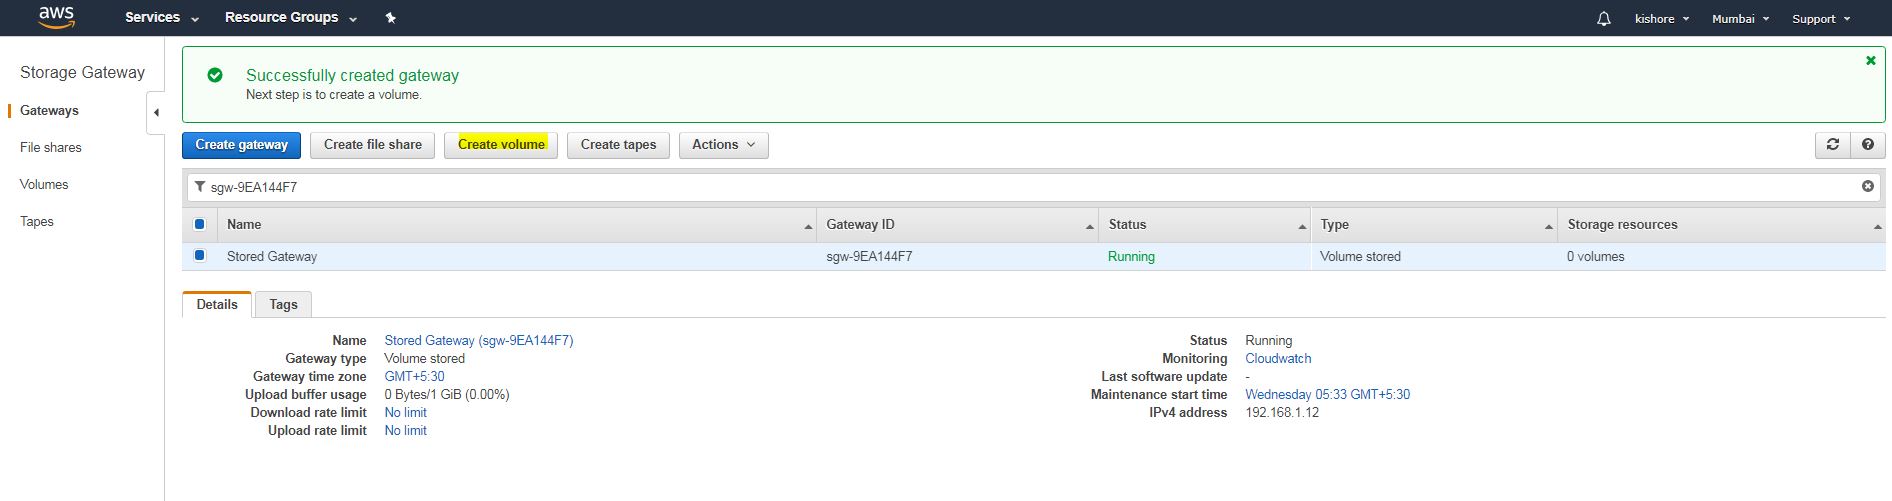 aws Services Resource Groups kishore Mumbai Support
Storage Gateway
Gateways
File shares
Volumes
Tapes
Successfully created gateway
Next step is to create a volume.
Create gateway Create file share Create volume Create tapes Actions
sgw-9EA144F7
Name Gateway ID Status Type Storage resources
Stored Gateway sgw-9EA144F7 Running Volume stored 0 volumes
Details Tags
Name Stored Gateway (sgw-9EA144F7)
Gateway type Volume stored
Gateway time zone GMT+5:30
Upload buffer usage 0 Bytes/1 GiB (0.00%)
Download rate limit No limit
Upload rate limit No limit
Status Running
Monitoring Cloudwatch
Last software update -
Maintenance start time Wednesday 05:33 GMT+5:30
IPv4 address 192.168.1.12